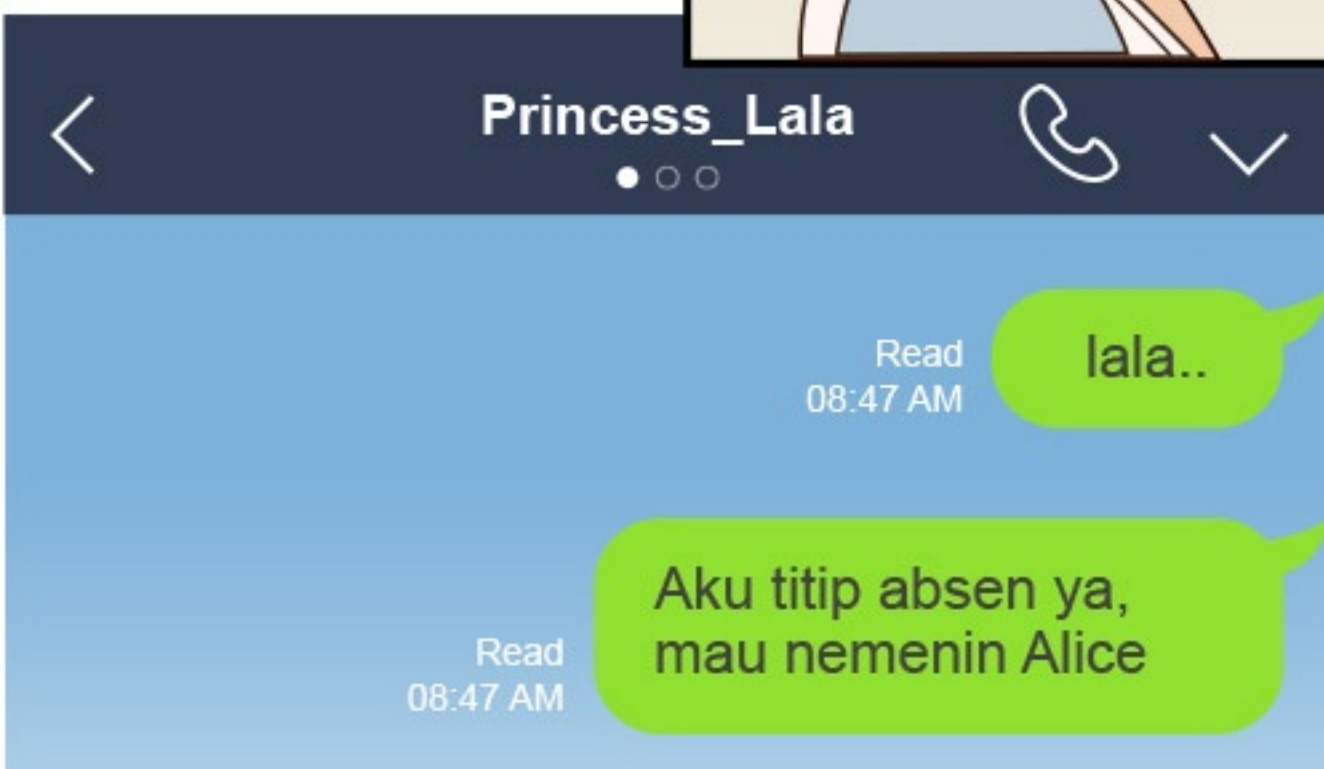 Princess_Lala
lala..
Read
08:47 AM
Aku titip absen ya,
mau nemenin Alice
Read
08:47 AM